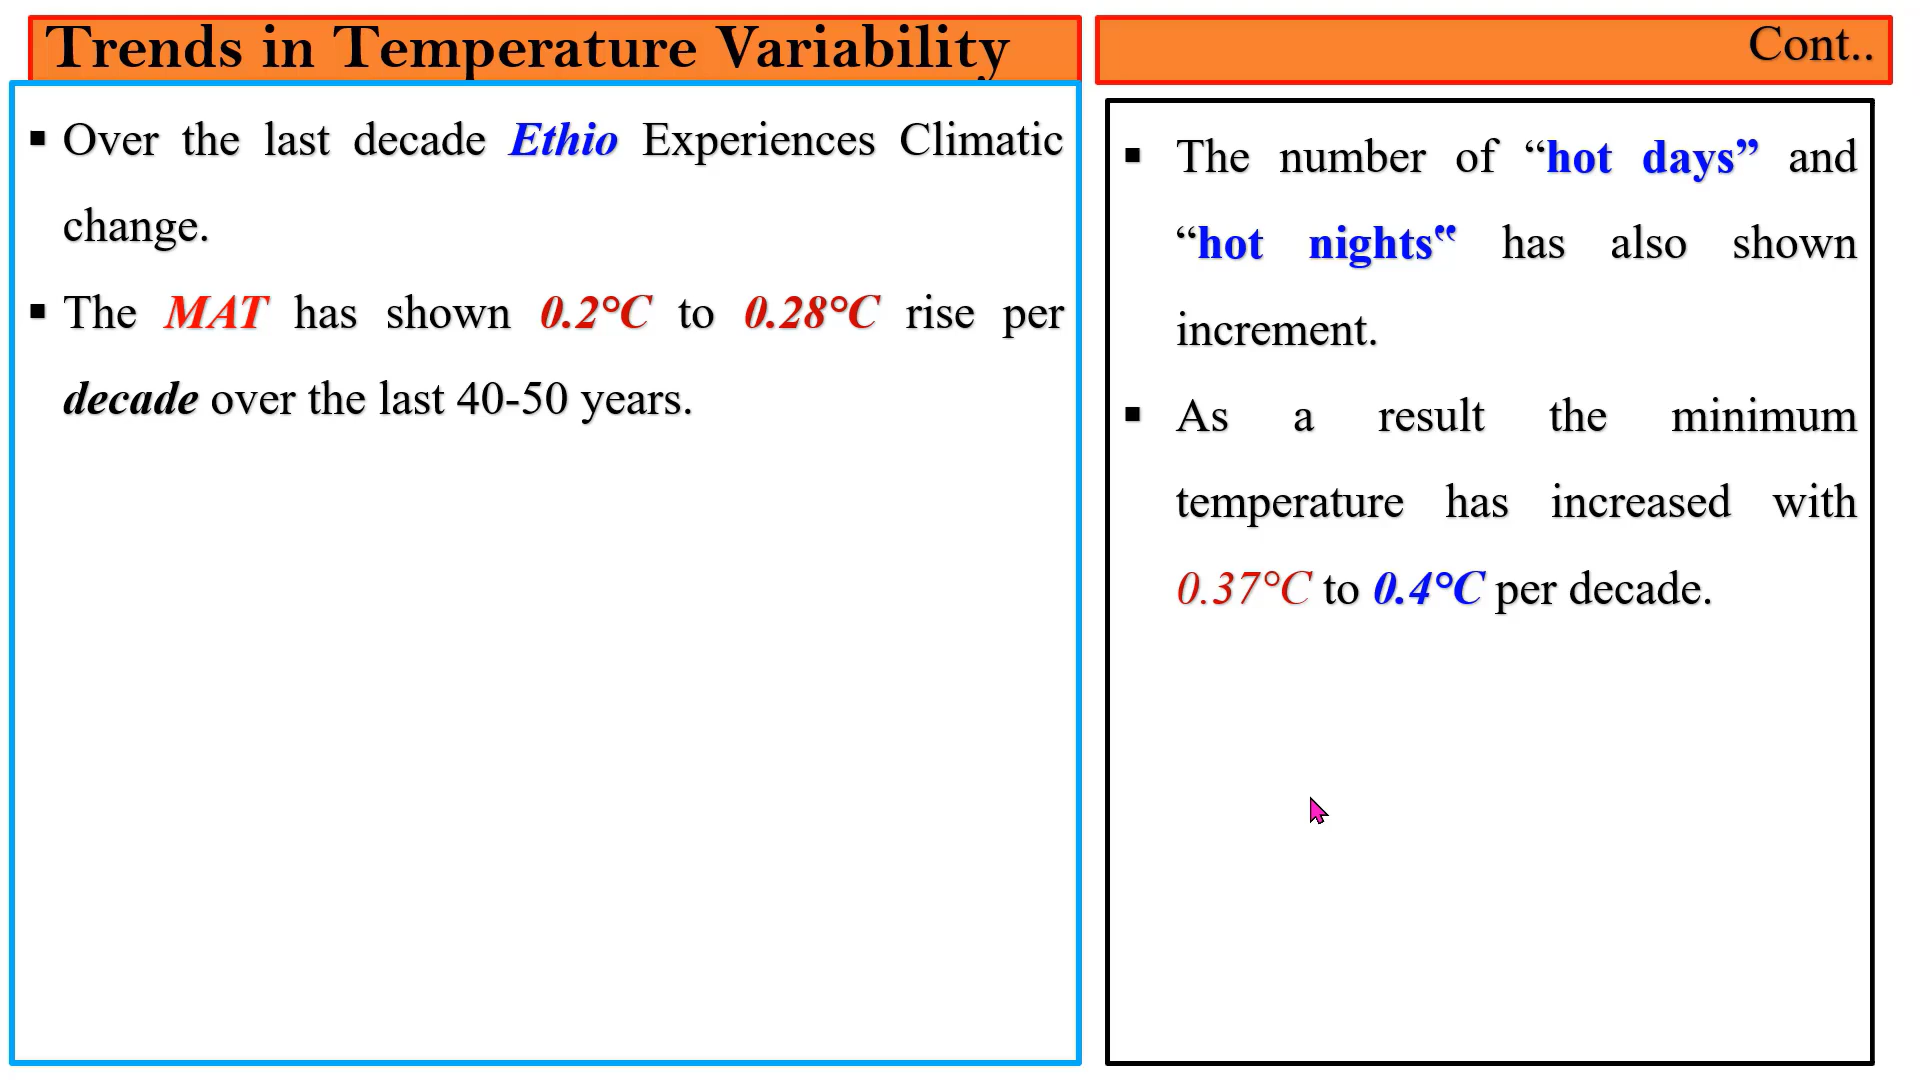 Trends in Temperature Variability
▪ Over the last decade Ethio Experiences Climatic
change.
▪ The MAT has shown 0.2°C to 0.28°C rise per
decade over the last 40-50 years.
Cont..
▪ The number of “hot days” and
“hot nights‟ has also shown
increment.
▪ As a result the minimum
temperature has increased with
0.37°C to 0.4°C per decade.